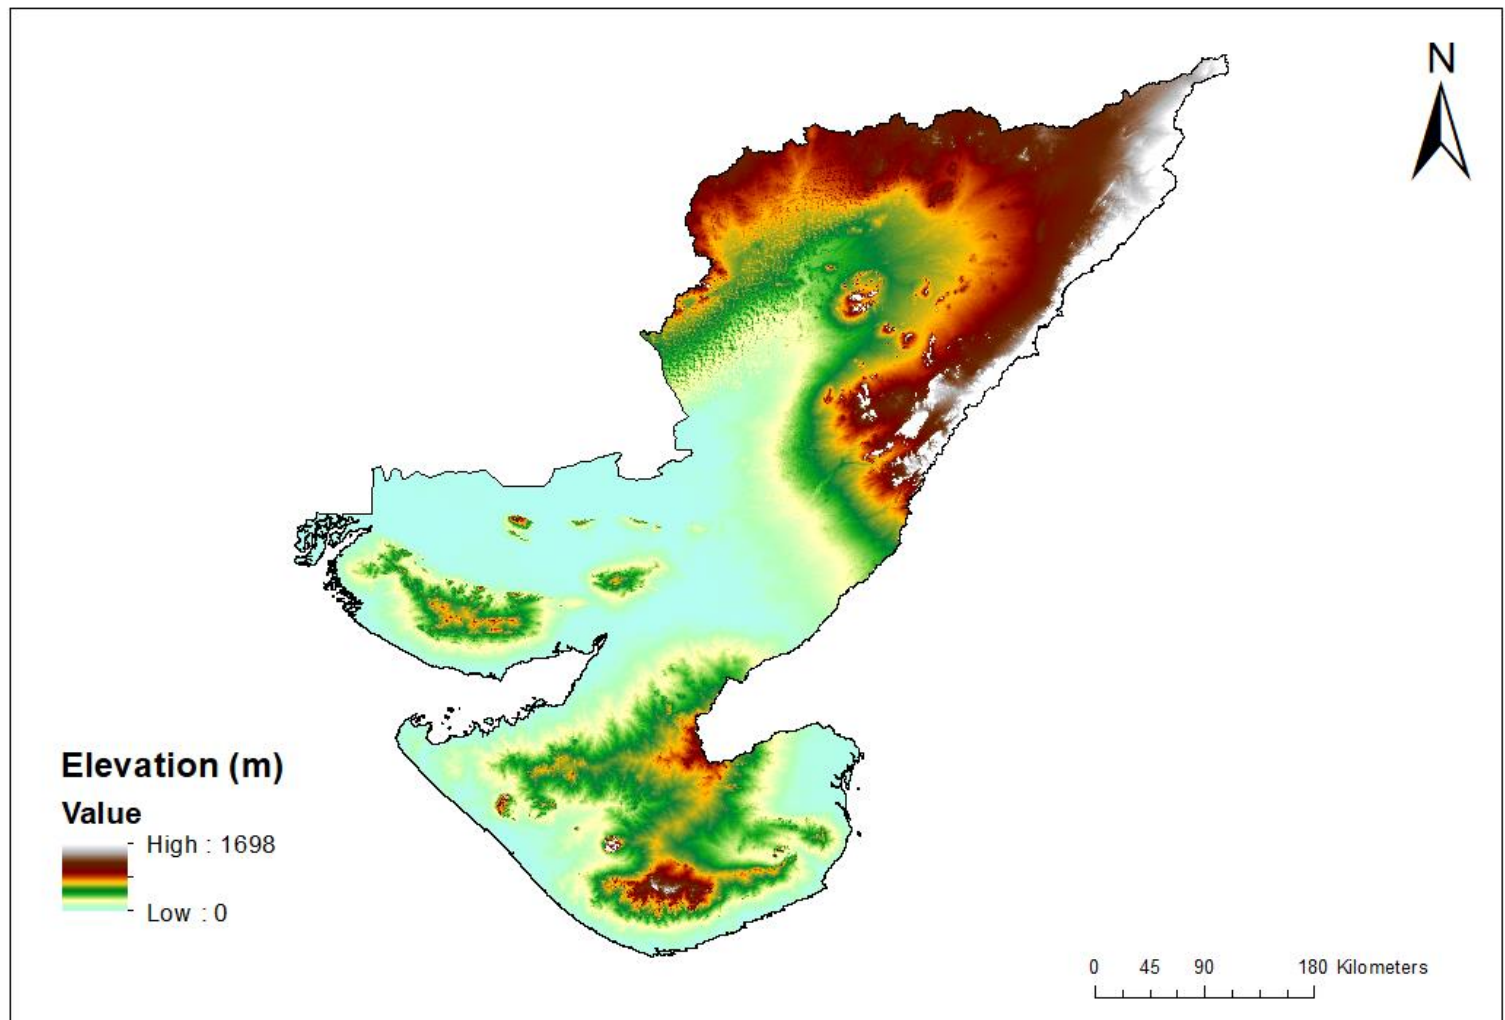 N
Elevation (m)
Value
High : 1698
Low : 0
0 45 90 180 Kilometers